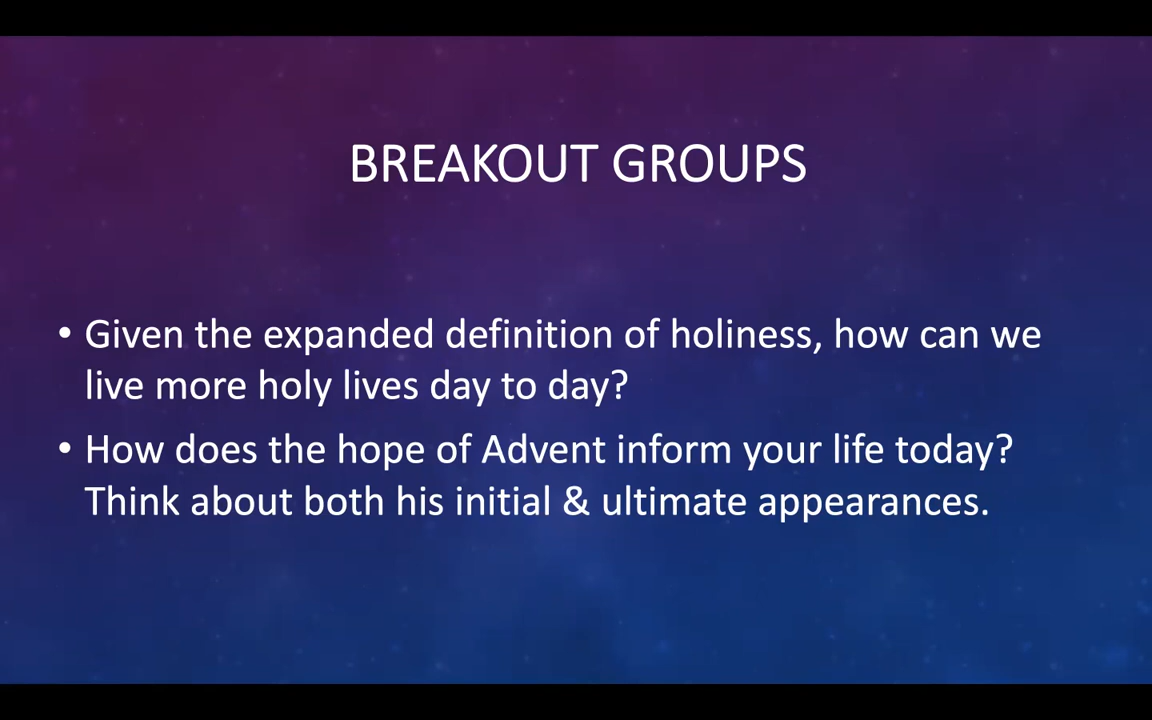 BREAKOUT GROUPS
• Given the expanded definition of holiness, how can we
live more holy lives day to day?
• How does the hope of Advent inform your life today?
Think about both his initial & ultimate appearances.